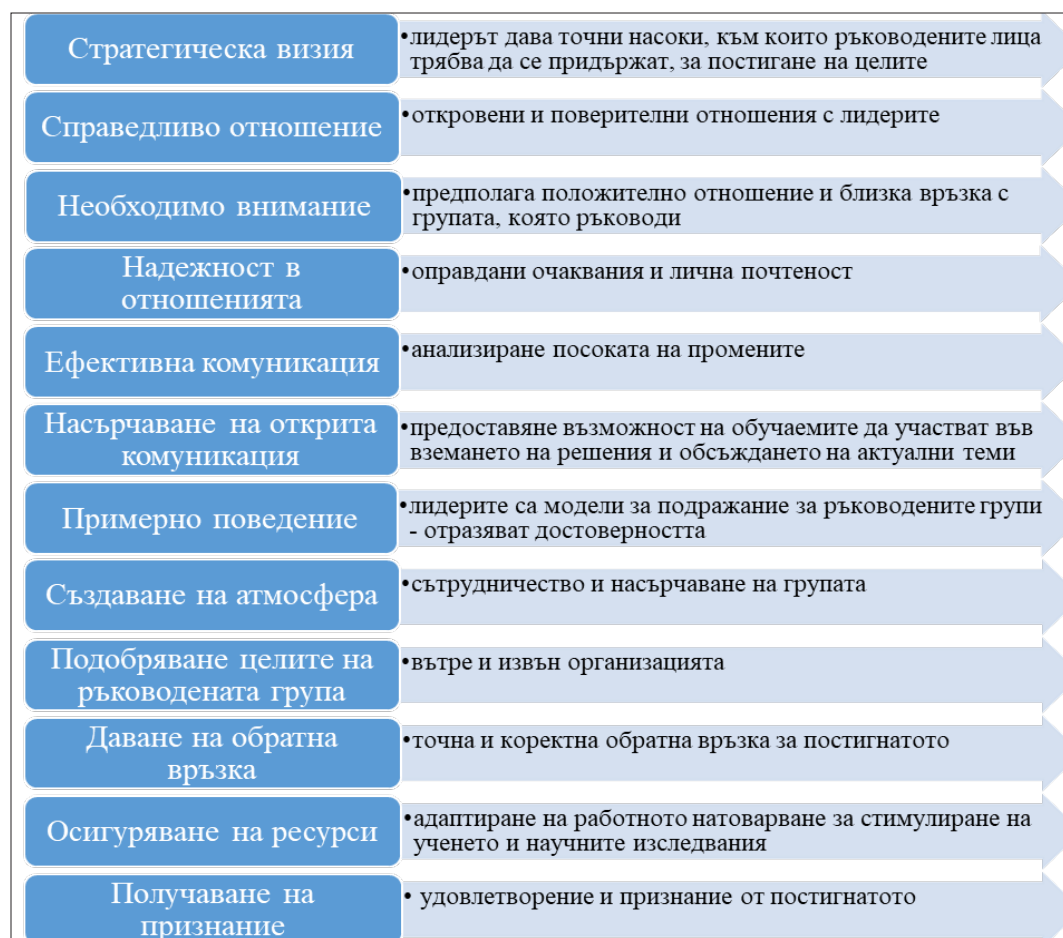 Стратегическа визия
•лидерът дава точни насоки, към които ръководените лица
трябва да се придържат, за постигане на целите
Справедливо отношение
•откровени и поверителни отношения с лидерите
Необходимо внимание
•предполага положително отношение и близка връзка с
групата, която ръководи
Надежност в
отношенията
•оправдани очаквания и лична почтеност
Ефективна комуникация
•анализиране посоката на промените
Насърчаване на открита
комуникация
•предоставяне възможност на обучаемите да участват във
вземането на решения и обсъждането на актуални теми
Примерно поведение
•лидерите са модели за подражание за ръководените групи
- отразяват достоверността
Създаване на атмосфера
•сътрудничество и насърчаване на групата
Подобряване целите на
ръководената група
•вътре и извън организацията
Даване на обратна
връзка
•точна и коректна обратна връзка за постигнатото
Осигуряване на ресурси
•адаптиране на работното натоварване за стимулиране на
ученето и научните изследвания
Получаване на
признание
• удовлетворение и признание от постигнатото